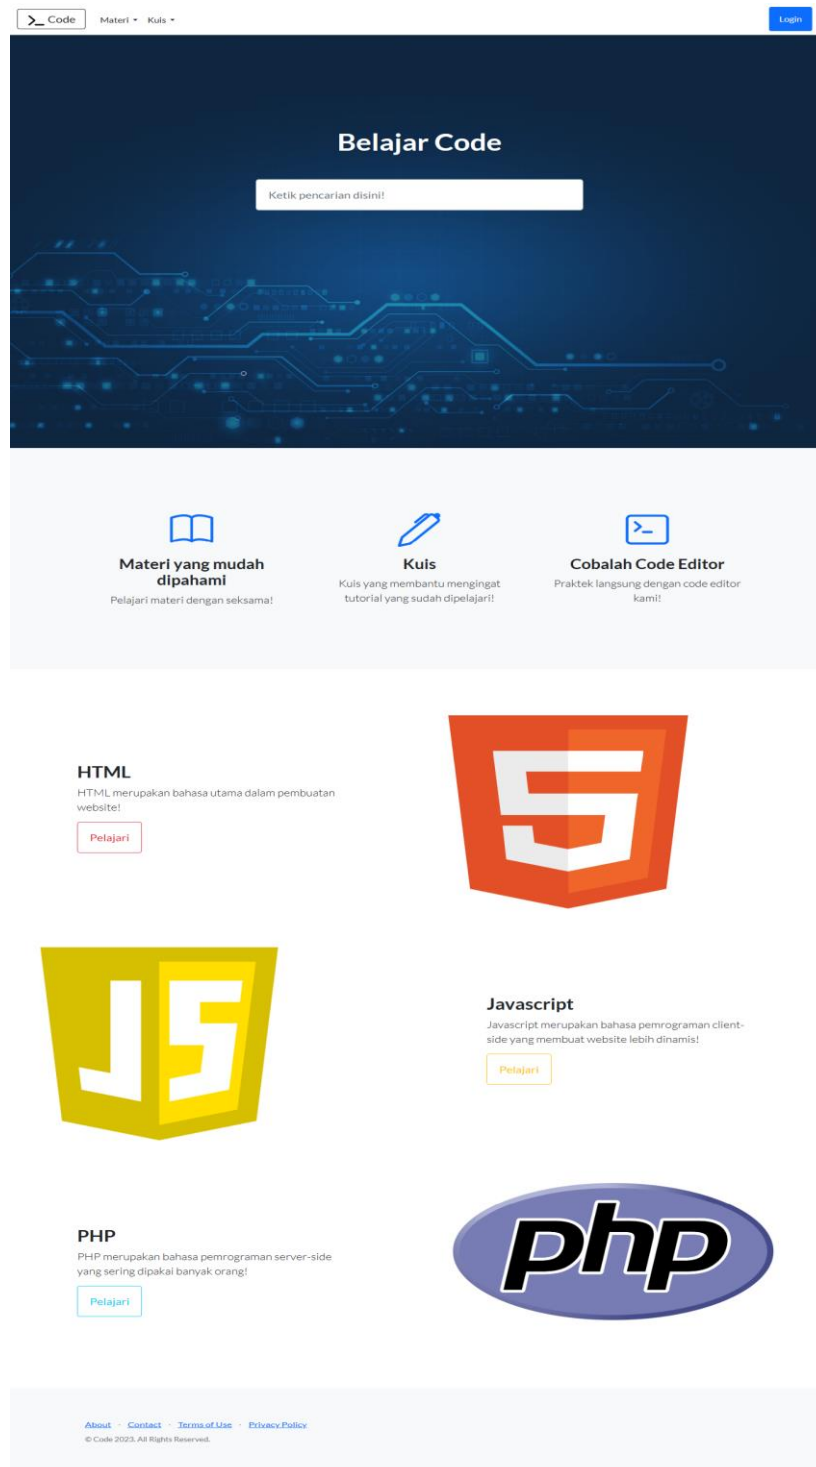 >_ Code Materi Kuis Login
Belajar Code
Ketik pencarian disini!
Materi yang mudah
dipahami
Pelajari materi dengan seksama!
Kuis
Kuis yang membantu mengingat
tutorial yang sudah dipelajari!
>_
Cobalah Code Editor
Praktek langsung dengan code editor
kami!
HTML
HTML merupakan bahasa utama dalam pembuatan
website!
Pelajari
5
JS
Javascript
Javascript merupakan bahasa pemrograman client-
side yang membuat website lebih dinamis!
Pelajari
PHP
PHP merupakan bahasa pemrograman server-side
yang sering dipakai banyak orang!
Pelajari
php
About · Contact · Terms of Use · Privacy Policy
© Code 2023. All Rights Reserved.